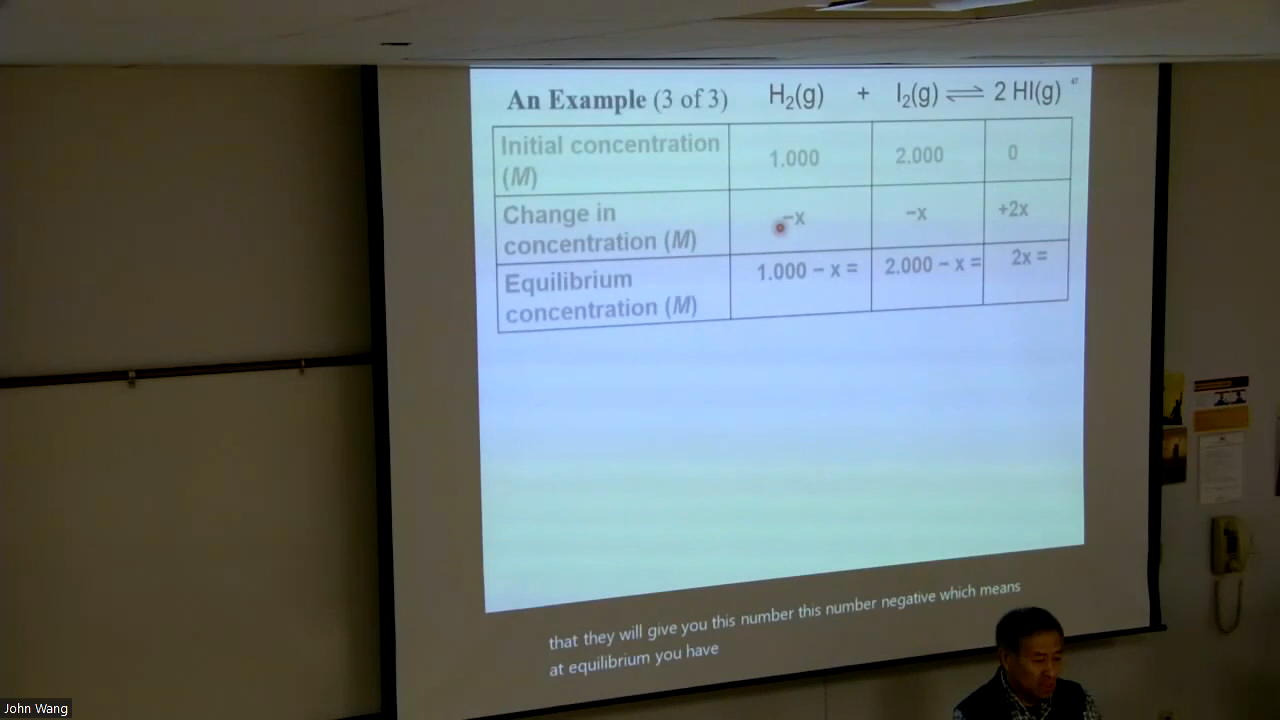 An Example (3 of 3) H₂(g) + I₂(g) ⇌ 2 HI(g)
Initial concentration (M) 1.000 2.000 0
Change in concentration (M) −x −x +2x
Equilibrium concentration (M) 1.000 − x = 2.000 − x = 2x =
that they will give you this number this number negative which means
at equilibrium you have
John Wang